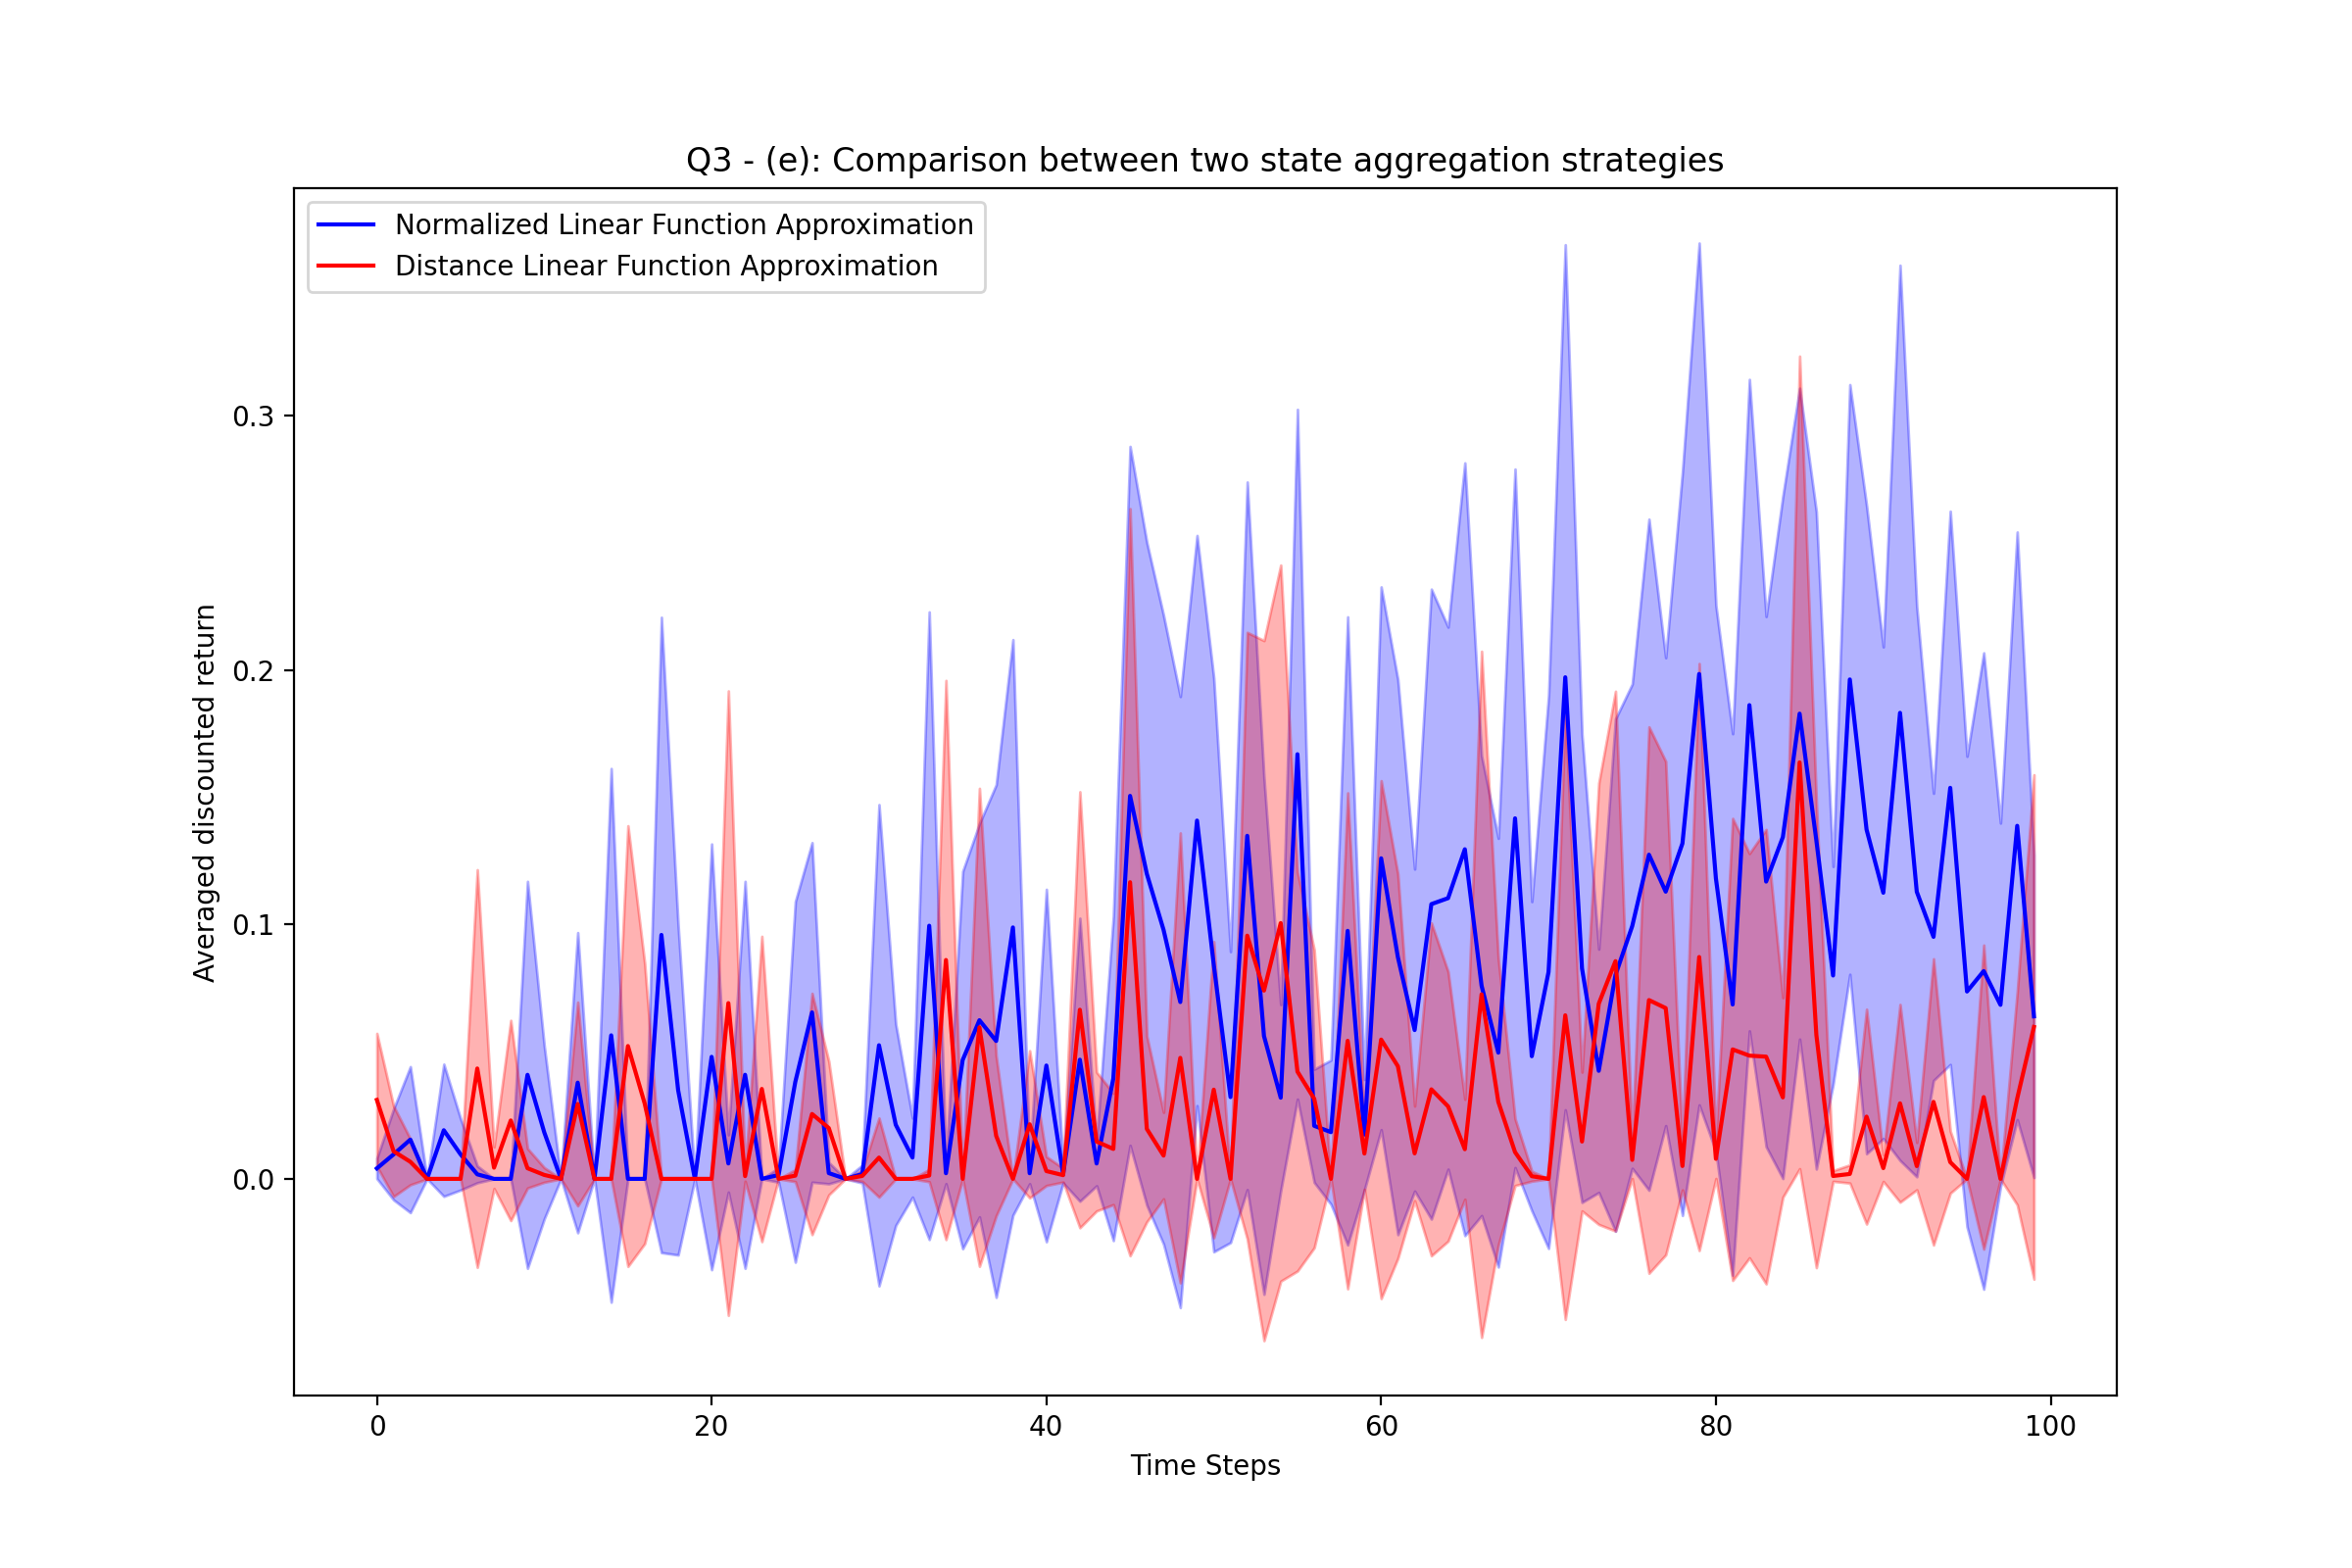 Q3 - (e): Comparison between two state aggregation strategies
Normalized Linear Function Approximation
Distance Linear Function Approximation
Averaged discounted return
0.3
0.2
0.1
0.0
0 20 40 60 80 100
Time Steps